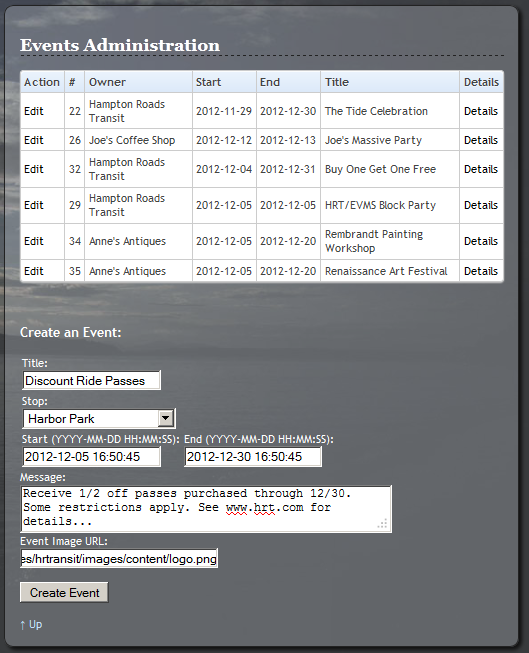 Events Administration
Action # Owner Start End Title Details
Edit 22 Hampton Roads Transit 2012-11-29 2012-12-30 The Tide Celebration Details
Edit 26 Joe's Coffee Shop 2012-12-12 2012-12-13 Joe's Massive Party Details
Edit 32 Hampton Roads Transit 2012-12-04 2012-12-31 Buy One Get One Free Details
Edit 29 Hampton Roads Transit 2012-12-05 2012-12-05 HRT/EVMS Block Party Details
Edit 34 Anne's Antiques 2012-12-05 2012-12-20 Rembrandt Painting Workshop Details
Edit 35 Anne's Antiques 2012-12-05 2012-12-20 Renaissance Art Festival Details
Create an Event:
Title:
Discount Ride Passes
Stop:
Harbor Park
Start (YYYY-MM-DD HH:MM:SS): End (YYYY-MM-DD HH:MM:SS):
2012-12-05 16:50:45 2012-12-30 16:50:45
Message:
Receive 1/2 off passes purchased through 12/30.
Some restrictions apply. See www.hrt.com for
details...
Event Image URL:
es/hrtransit/images/content/logo.png
Create Event
↑ Up